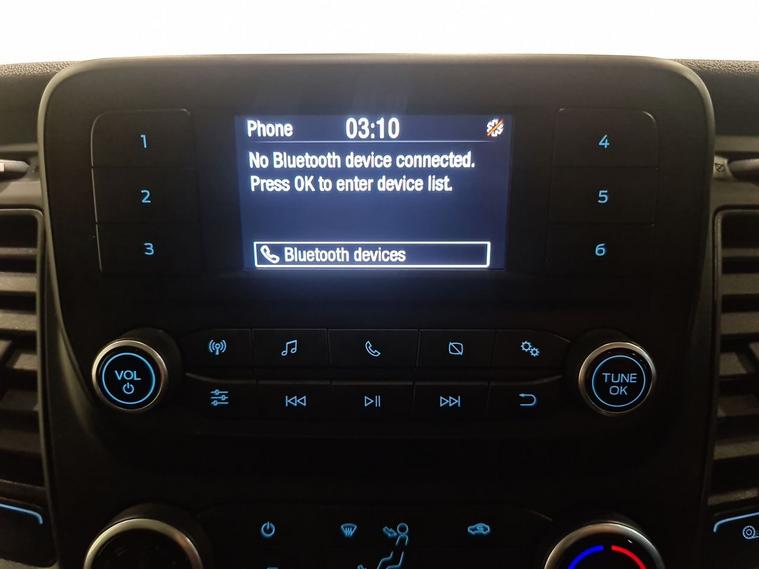 Phone 03:10
No Bluetooth device connected.
Press OK to enter device list.
Bluetooth devices
1
2
3
4
5
6
VOL
TUNE
OK